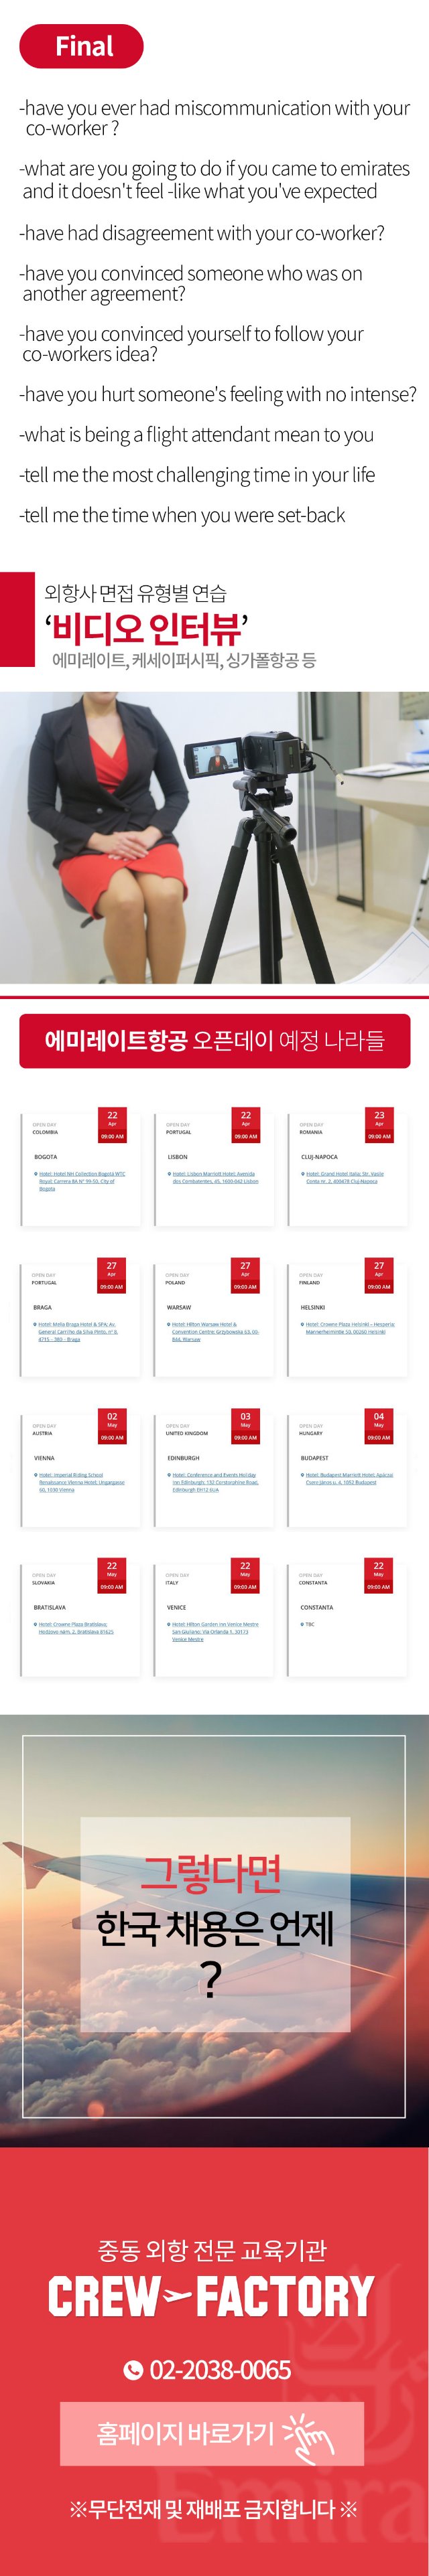 Final
-have you ever had miscommunication with your
co-worker ?
-what are you going to do if you came to emirates
and it doesn't feel -like what you've expected
-have had disagreement with your co-worker?
-have you convinced someone who was on
another agreement?
-have you convinced yourself to follow your
co-workers idea?
-have you hurt someone's feeling with no intense?
-what is being a flight attendant mean to you
-tell me the most challenging time in your life
-tell me the time when you were set-back
외항사 면접 유형별 연습
‘비디오 인터뷰’
에미레이트, 케세이퍼시픽, 싱가폴항공 등
에미레이트항공 오픈데이 예정 나라들
22
Apr
09:00 AM
OPEN DAY
COLOMBIA
BOGOTA
Hotel: Hotel NH Collection Bogotá WTC
Royal, Carrera 8A N° 99-55, City of
Bogota
22
Apr
09:00 AM
OPEN DAY
PORTUGAL
LISBON
Hotel: Lisbon Marriott Hotel; Avenida
dos Combatentes, 45, 1600-042 Lisbon
23
Apr
09:00 AM
OPEN DAY
ROMANIA
CLUJ-NAPOCA
Hotel: Grand Hotel Italia; Str. Vasile
Conta nr. 2, 400478 Cluj-Napoca
27
Apr
09:00 AM
OPEN DAY
PORTUGAL
BRAGA
Hotel: Melia Braga Hotel & SPA; Av.
General Carrilho da Silva Pinto, nº 8,
4715 - 380 - Braga
27
Apr
09:00 AM
OPEN DAY
POLAND
WARSAW
Hotel: Hilton Warsaw Hotel &
Convention Centre; Grzybowska 63, 00-
844, Warsaw
27
Apr
09:00 AM
OPEN DAY
FINLAND
HELSINKI
Hotel: Crowne Plaza Helsinki – Hesperia;
Mannerheimintie 50, 00260 Helsinki
02
May
09:00 AM
OPEN DAY
AUSTRIA
VIENNA
Hotel: Imperial Riding School
Renaissance Vienna Hotel; Ungargasse
60, 1030 Vienna
03
May
09:00 AM
OPEN DAY
UNITED KINGDOM
EDINBURGH
Hotel: Conference and Events Holiday
Inn Edinburgh; 132 Corstorphine Road,
Edinburgh EH12 6UA
04
May
09:00 AM
OPEN DAY
HUNGARY
BUDAPEST
Hotel: Budapest Marriott Hotel; Apáczai
Csere János u. 4, 1052 Budapest
22
May
09:00 AM
OPEN DAY
SLOVAKIA
BRATISLAVA
Hotel: Crowne Plaza Bratislava;
Hodzovo nam. 2, Bratislava 81625
22
May
09:00 AM
OPEN DAY
ITALY
VENICE
Hotel: Hilton Garden Inn Venice Mestre
San Giuliano; Via Orlanda 1, 30173
Venice Mestre
22
May
09:00 AM
OPEN DAY
CONSTANTA
CONSTANTA
TBC
그렇다면
한국 채용은 언제
?
중동 외항 전문 교육기관
CREW FACTORY
02-2038-0065
홈페이지 바로가기
※무단전재 및 재배포 금지합니다 ※
Emira